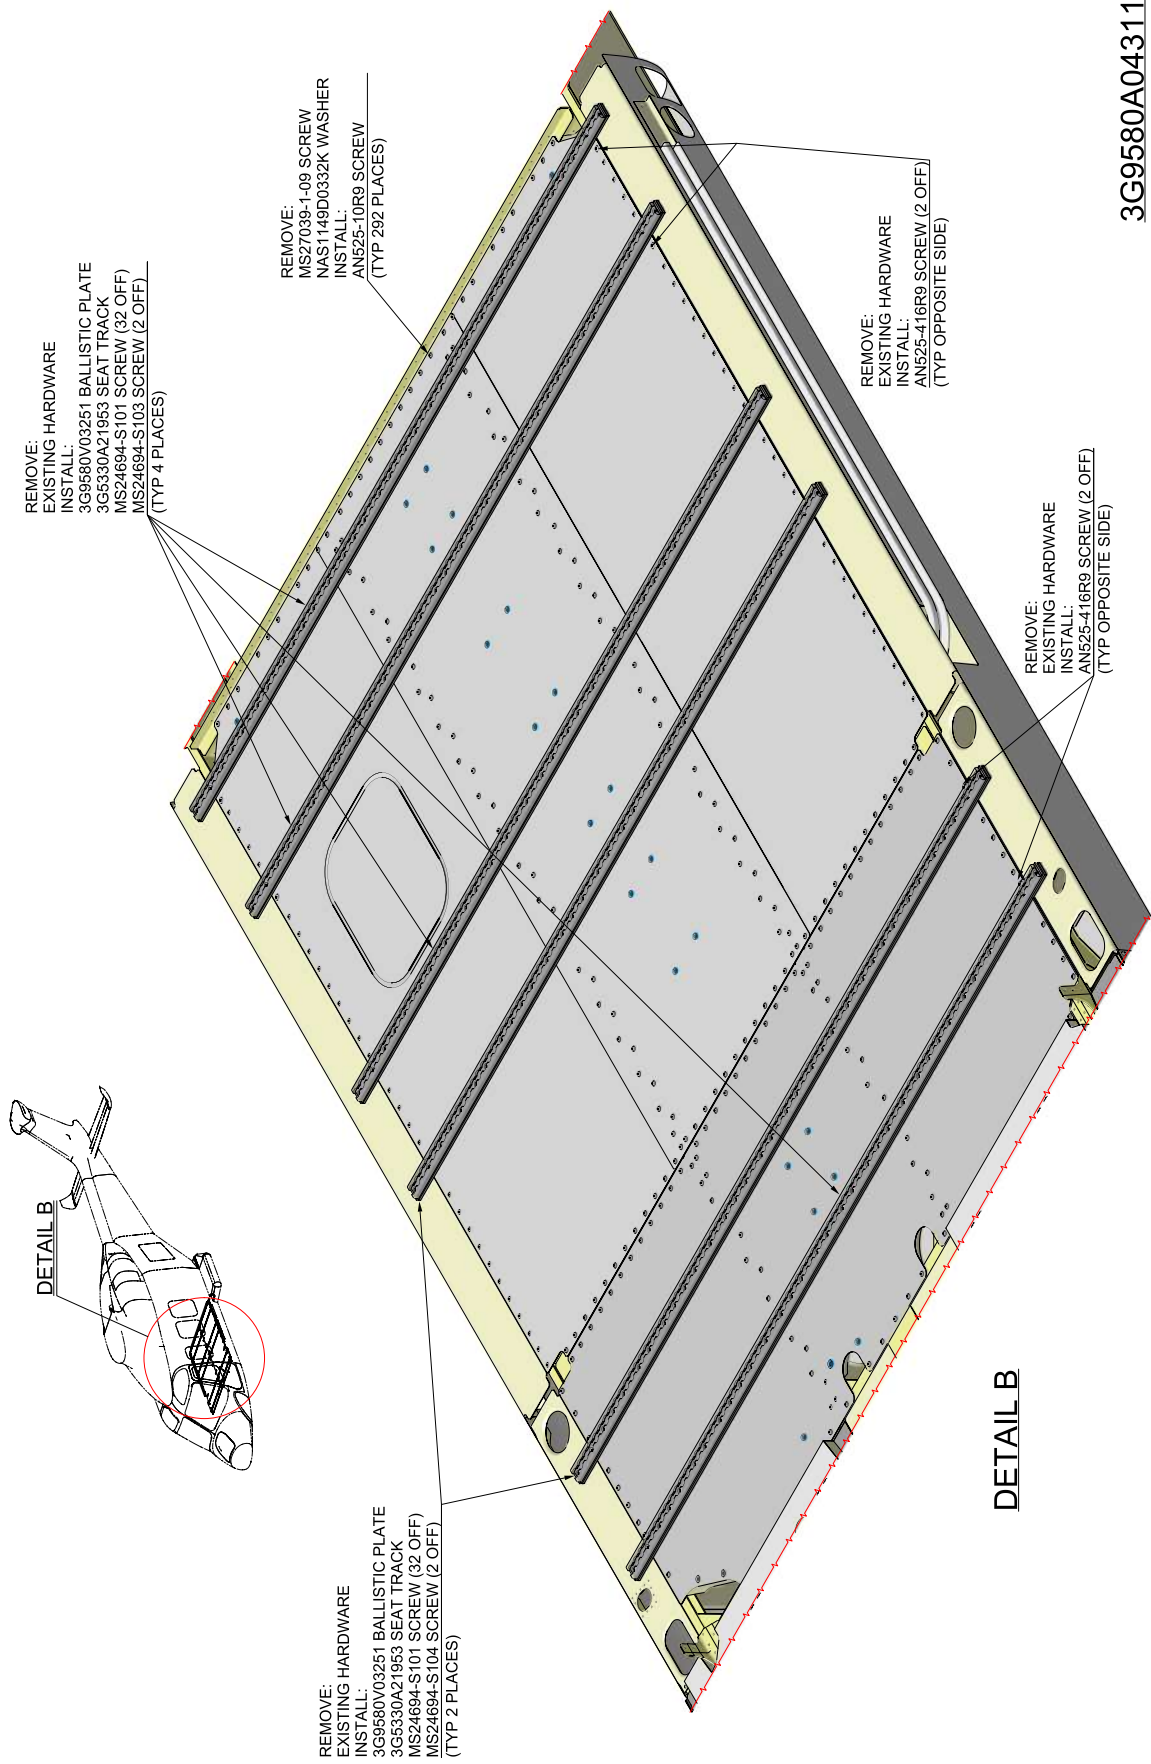 DETAIL B
REMOVE:
EXISTING HARDWARE
INSTALL:
3G9580V03251 BALLISTIC PLATE
3G5330A21953 SEAT TRACK
MS24694-S101 SCREW (32 OFF)
MS24694-S104 SCREW (2 OFF)
(TYP 2 PLACES)
REMOVE:
EXISTING HARDWARE
INSTALL:
3G9580V03251 BALLISTIC PLATE
3G5330A21953 SEAT TRACK
MS24694-S101 SCREW (32 OFF)
MS24694-S103 SCREW (2 OFF)
(TYP 4 PLACES)
REMOVE:
MS27039-1-09 SCREW
NAS1149D0332K WASHER
INSTALL:
AN525-10R9 SCREW
(TYP 292 PLACES)
REMOVE:
EXISTING HARDWARE
INSTALL:
AN525-416R9 SCREW (2 OFF)
(TYP OPPOSITE SIDE)
REMOVE:
EXISTING HARDWARE
INSTALL:
AN525-416R9 SCREW (2 OFF)
(TYP OPPOSITE SIDE)
DETAIL B
3G9580A04311